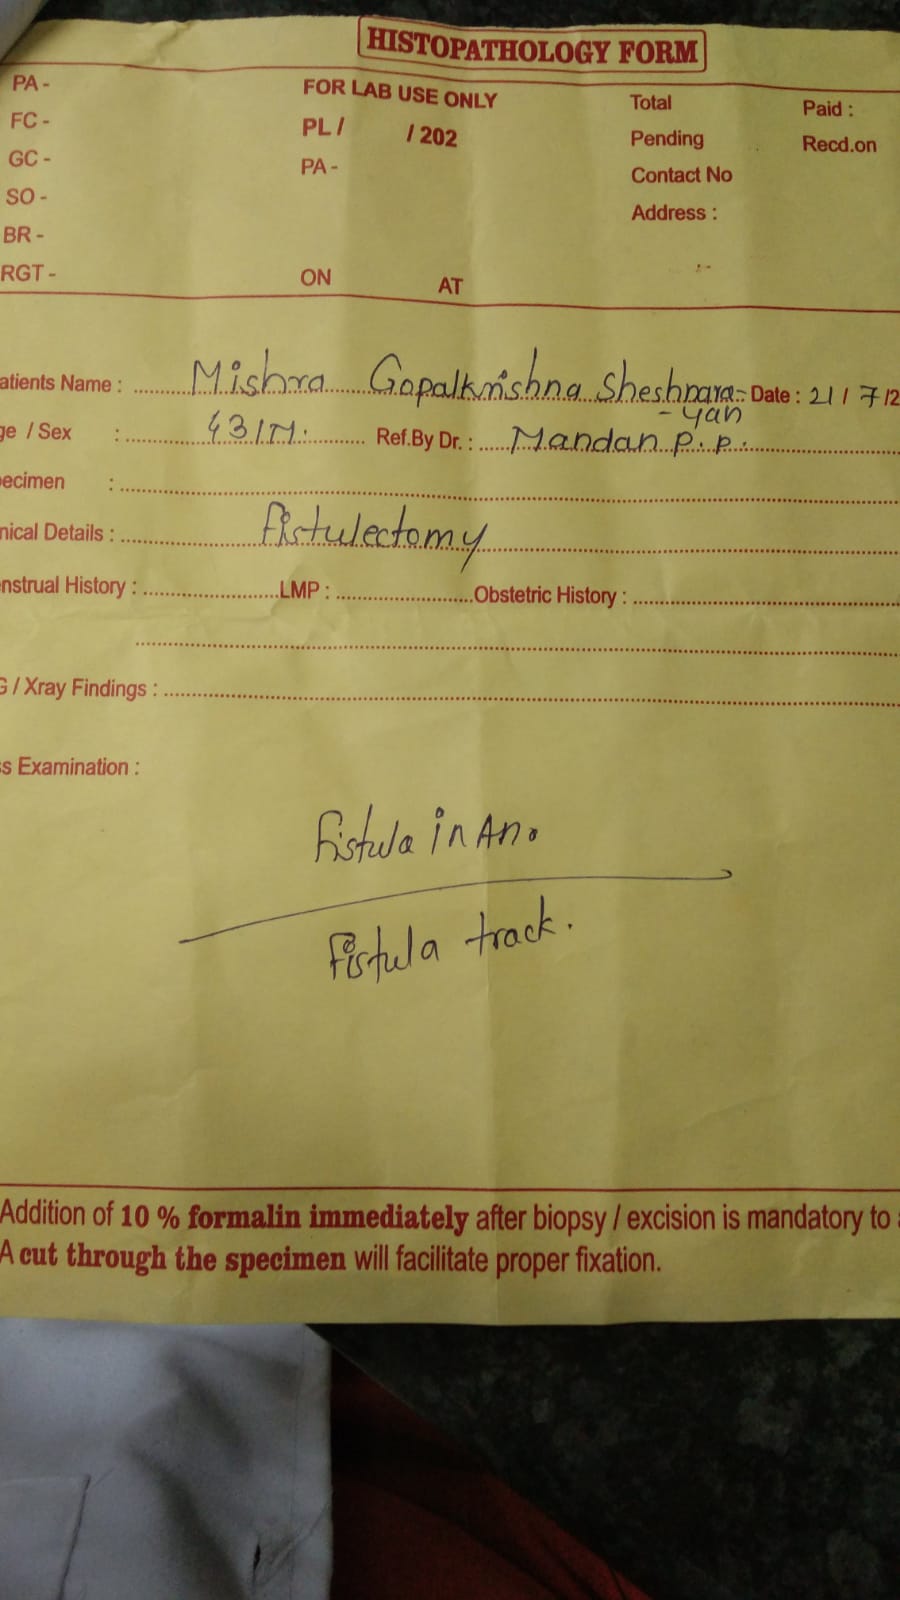 HISTOPATHOLOGY FORM
PA -
FC -
GC -
SO -
BR -
RGT -
FOR LAB USE ONLY
PL / / 202
PA -
ON AT
Total Paid :
Pending Recd.on
Contact No
Address :
atients Name : Mishra Gopalkrishna Sheshnara- Date : 21 / 7 /2
- yan
ge / Sex : 43/M. Ref.By Dr. : Mandan P. P.
pecimen :
nical Details : Fistulectomy
enstrual History : LMP : Obstetric History :
G / Xray Findings :
ss Examination :
Fistula in Ano
Fistula track.
Addition of 10 % formalin immediately after biopsy / excision is mandatory to a
A cut through the specimen will facilitate proper fixation.